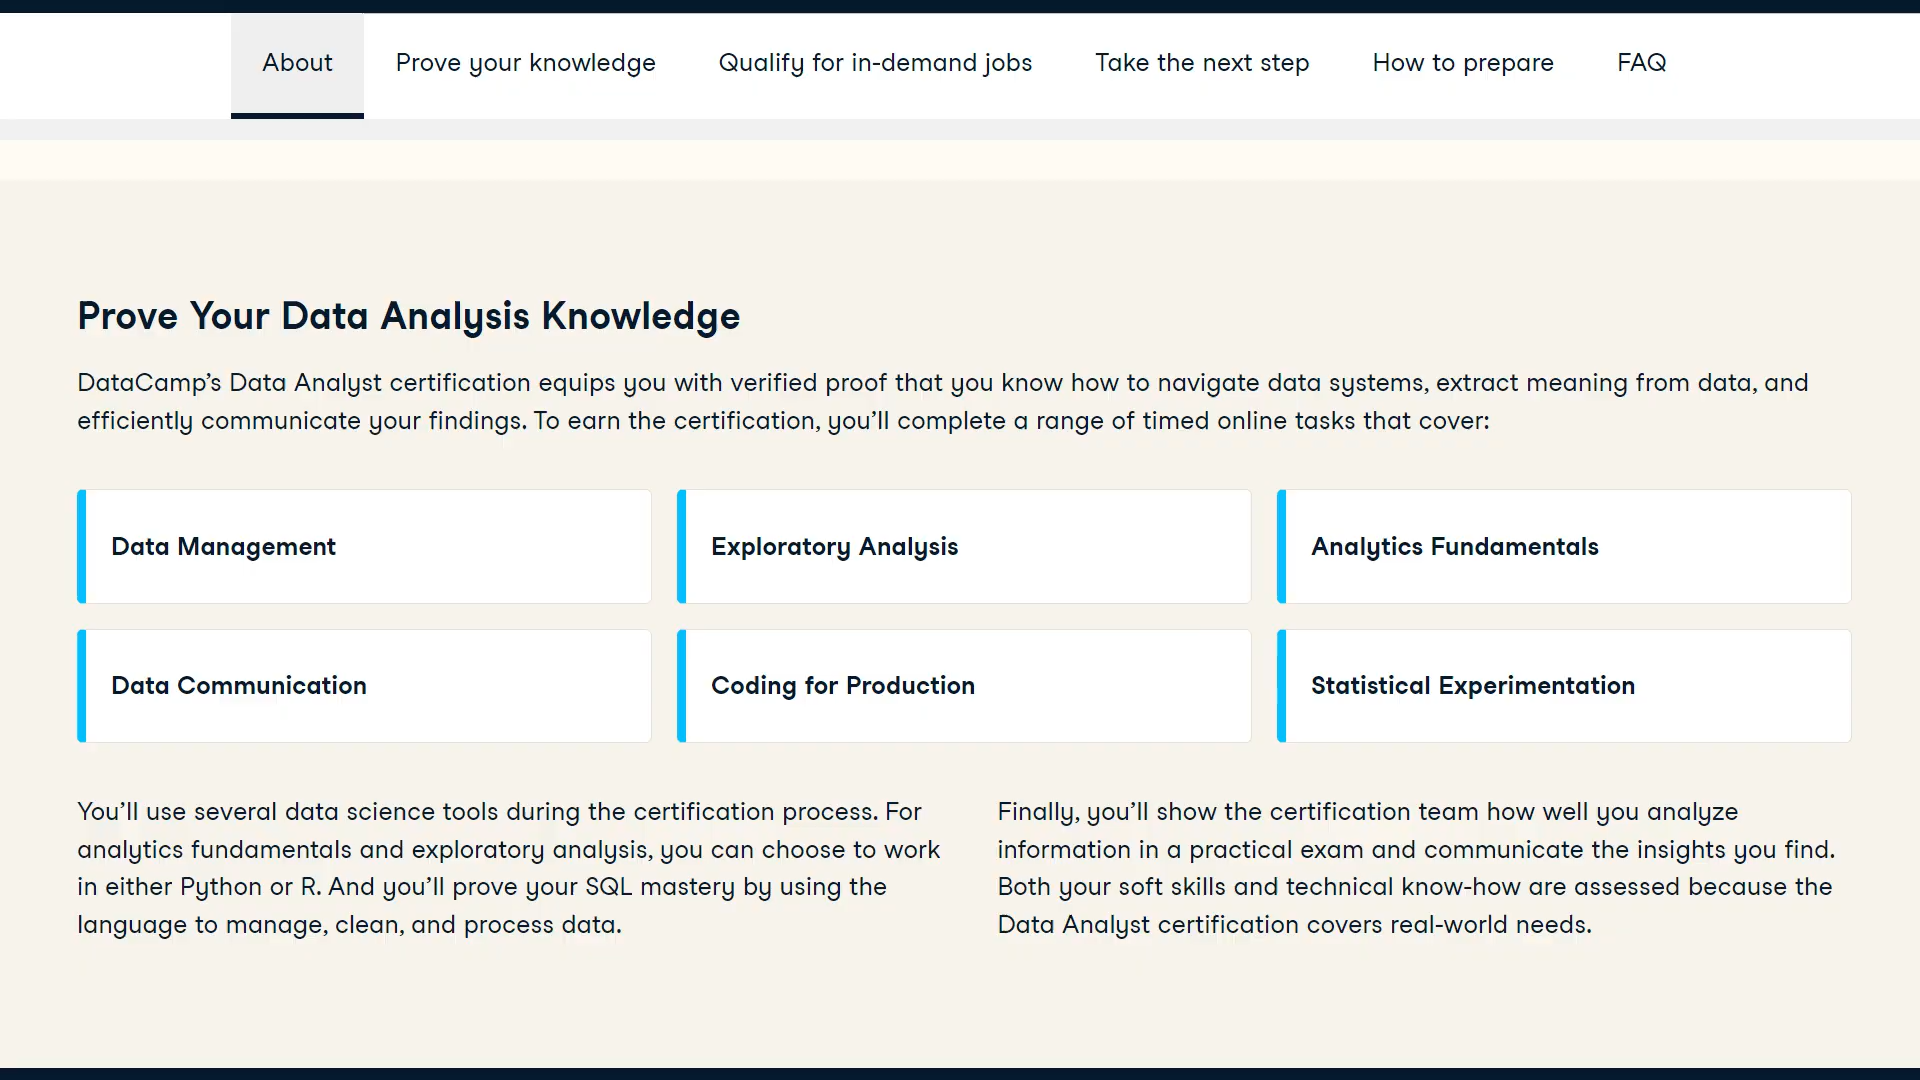 About
Prove your knowledge
Qualify for in-demand jobs
Take the next step
How to prepare
FAQ
Prove Your Data Analysis Knowledge
DataCamp’s Data Analyst certification equips you with verified proof that you know how to navigate data systems, extract meaning from data, and
efficiently communicate your findings. To earn the certification, you’ll complete a range of timed online tasks that cover:
Data Management
Exploratory Analysis
Analytics Fundamentals
Data Communication
Coding for Production
Statistical Experimentation
You’ll use several data science tools during the certification process. For
analytics fundamentals and exploratory analysis, you can choose to work
in either Python or R. And you’ll prove your SQL mastery by using the
language to manage, clean, and process data.
Finally, you’ll show the certification team how well you analyze
information in a practical exam and communicate the insights you find.
Both your soft skills and technical know-how are assessed because the
Data Analyst certification covers real-world needs.